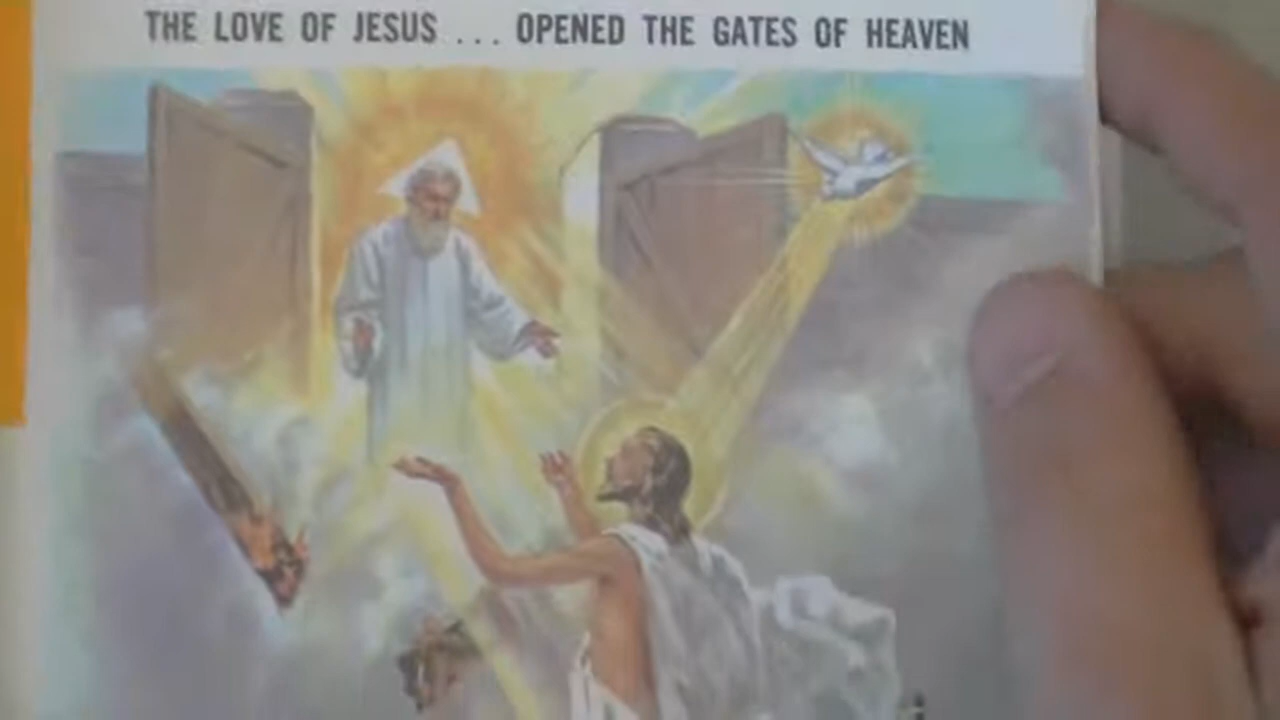 THE LOVE OF JESUS ... OPENED THE GATES OF HEAVEN